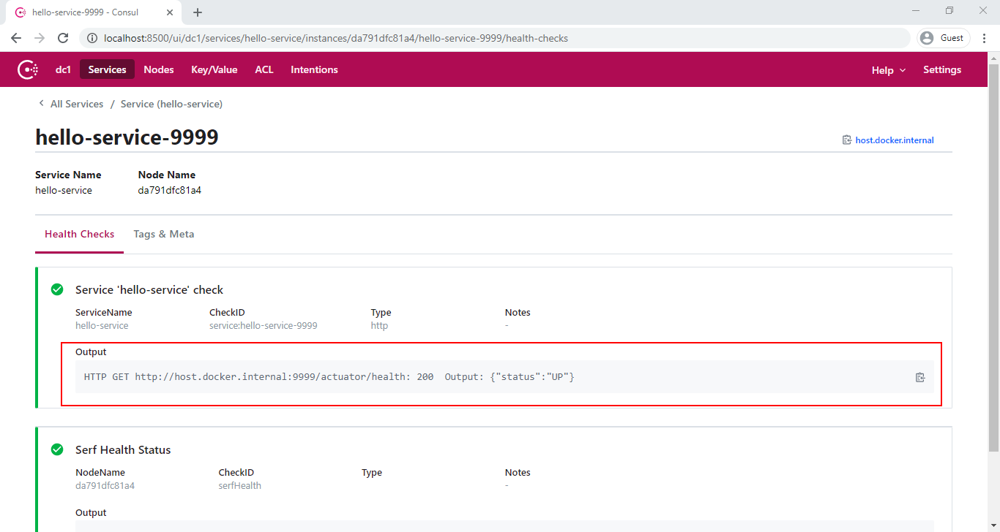 hello-service-9999 - Consul
localhost:8500/ui/dc1/services/hello-service/instances/da791dfc81a4/hello-service-9999/health-checks
Guest
dc1 Services Nodes Key/Value ACL Intentions Help Settings
All Services / Service (hello-service)
hello-service-9999
host.docker.internal
Service Name Node Name
hello-service da791dfc81a4
Health Checks Tags & Meta
Service 'hello-service' check
ServiceName CheckID Type Notes
hello-service service:hello-service-9999 http -
Output
HTTP GET http://host.docker.internal:9999/actuator/health: 200  Output: {"status":"UP"}
Serf Health Status
NodeName CheckID Type Notes
da791dfc81a4 serfHealth -
Output